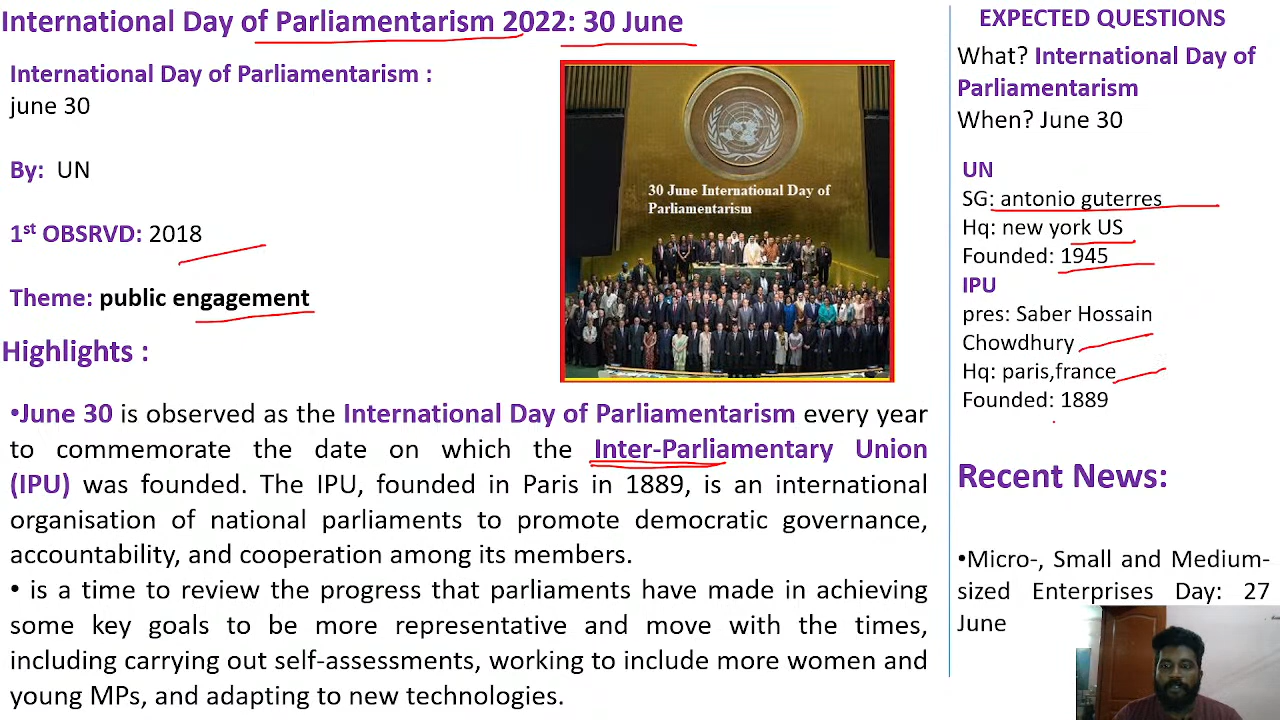 International Day of Parliamentarism 2022: 30 June
International Day of Parliamentarism :
june 30
By: UN
1st OBSRVD: 2018
Theme: public engagement
Highlights :
30 June International Day of
Parliamentarism
•June 30 is observed as the International Day of Parliamentarism every year
to commemorate the date on which the Inter-Parliamentary Union
(IPU) was founded. The IPU, founded in Paris in 1889, is an international
organisation of national parliaments to promote democratic governance,
accountability, and cooperation among its members.
• is a time to review the progress that parliaments have made in achieving
some key goals to be more representative and move with the times,
including carrying out self-assessments, working to include more women and
young MPs, and adapting to new technologies.
EXPECTED QUESTIONS
What? International Day of
Parliamentarism
When? June 30
UN
SG: antonio guterres
Hq: new york US
Founded: 1945
IPU
pres: Saber Hossain
Chowdhury
Hq: paris,france
Founded: 1889
Recent News:
•Micro-, Small and Medium-
sized Enterprises Day: 27
June